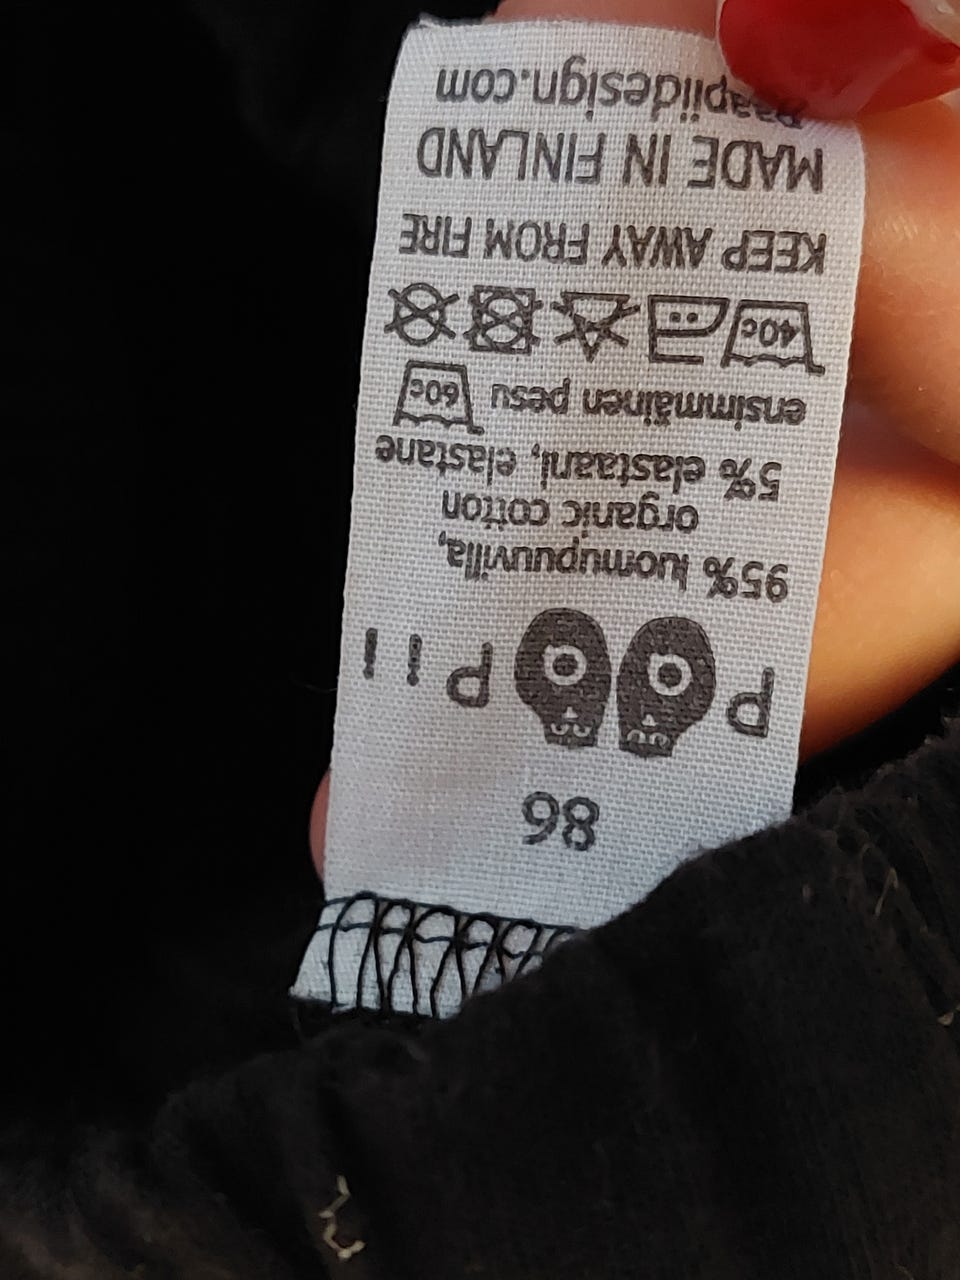 86
P Pii
95% luomupuuvilla,
organic cotton
5% elastaani, elastane
ensimmäinen pesu 60c
40c
KEEP AWAY FROM FIRE
MADE IN FINLAND
paapiidesign.com